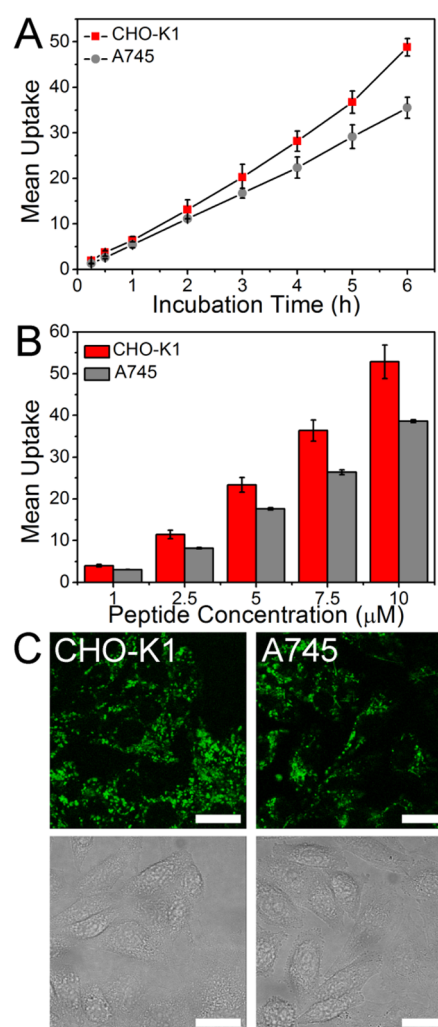 A
CHO-K1
A745
Mean Uptake
50
40
30
20
10
0
0 1 2 3 4 5 6
Incubation Time (h)
B
CHO-K1
A745
Mean Uptake
60
50
40
30
20
10
0
1 2.5 5 7.5 10
Peptide Concentration (μM)
C
CHO-K1 A745